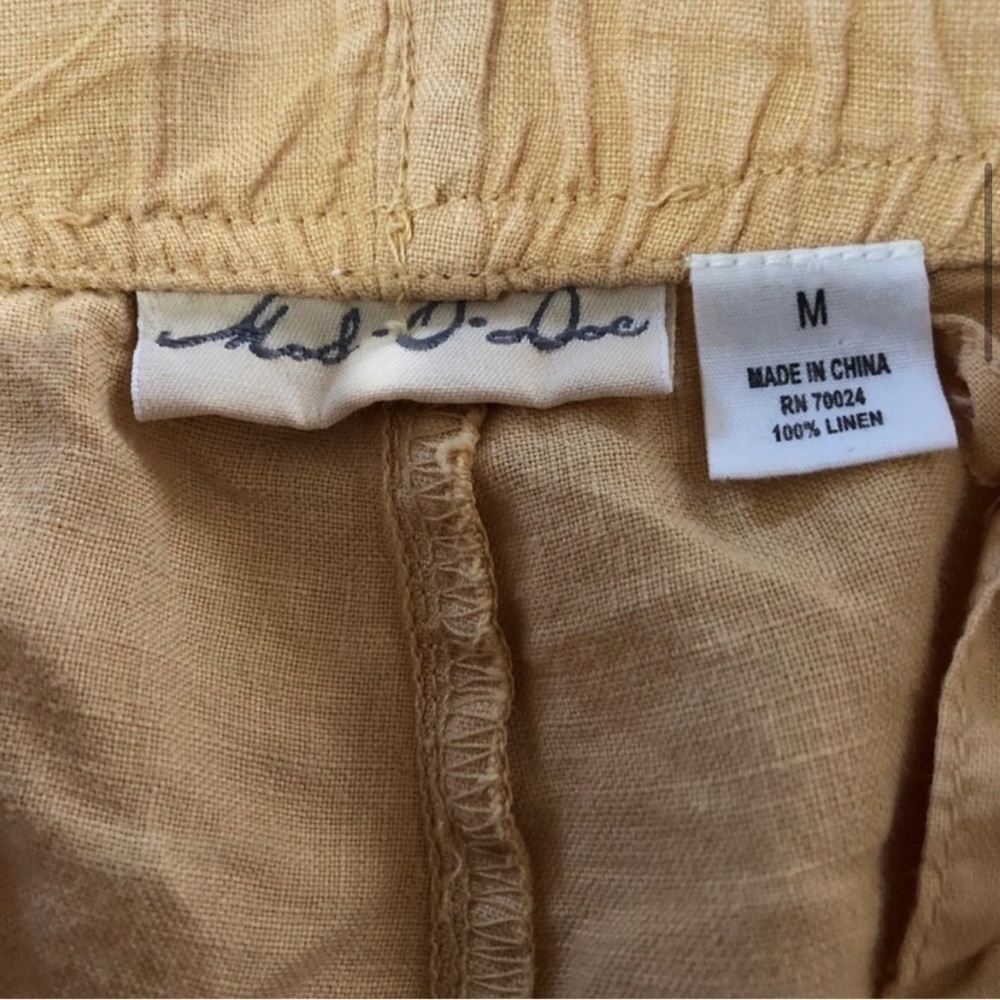 Mod-O-Doc
M
MADE IN CHINA
RN 70024
100% LINEN